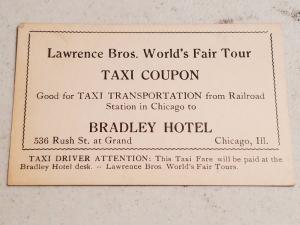 Lawrence Bros. World's Fair Tour
TAXI COUPON
Good for TAXI TRANSPORTATION from Railroad
Station in Chicago to
BRADLEY HOTEL
536 Rush St. at Grand Chicago, Ill.
TAXI DRIVER ATTENTION: This Taxi Fare will be paid at the
Bradley Hotel desk. -- Lawrence Bros. World's Fair Tours.